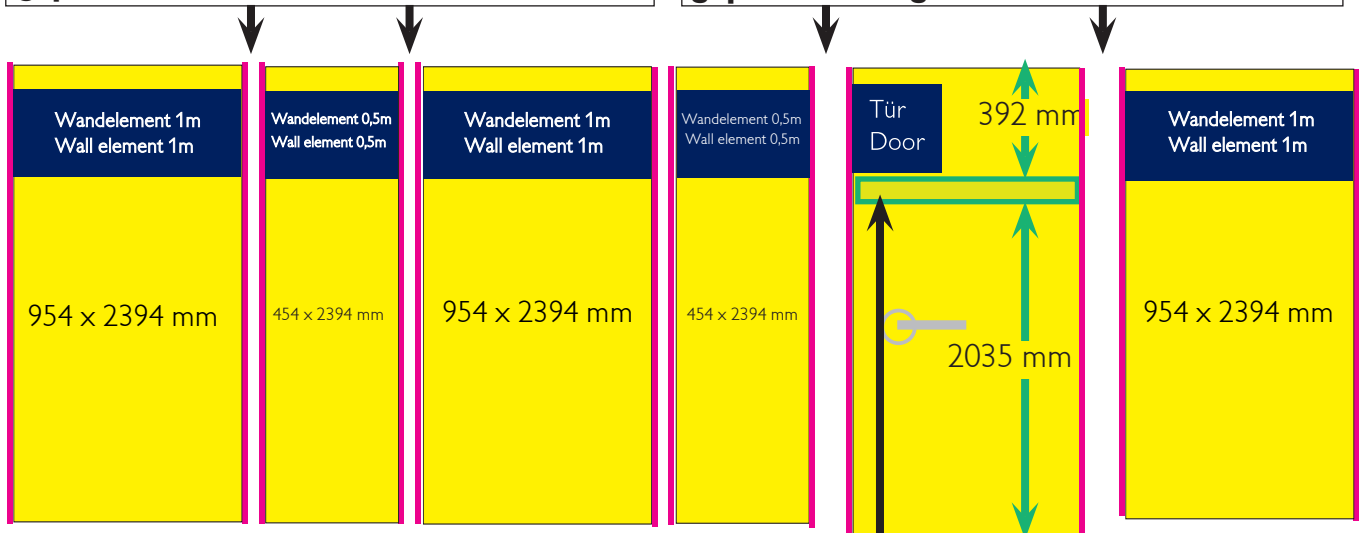 Wandelement 1m
Wall element 1m
954 x 2394 mm
Wandelement 0,5m
Wall element 0,5m
454 x 2394 mm
Wandelement 1m
Wall element 1m
954 x 2394 mm
Wandelement 0,5m
Wall element 0,5m
454 x 2394 mm
Tür
Door
392 mm
2035 mm
Wandelement 1m
Wall element 1m
954 x 2394 mm